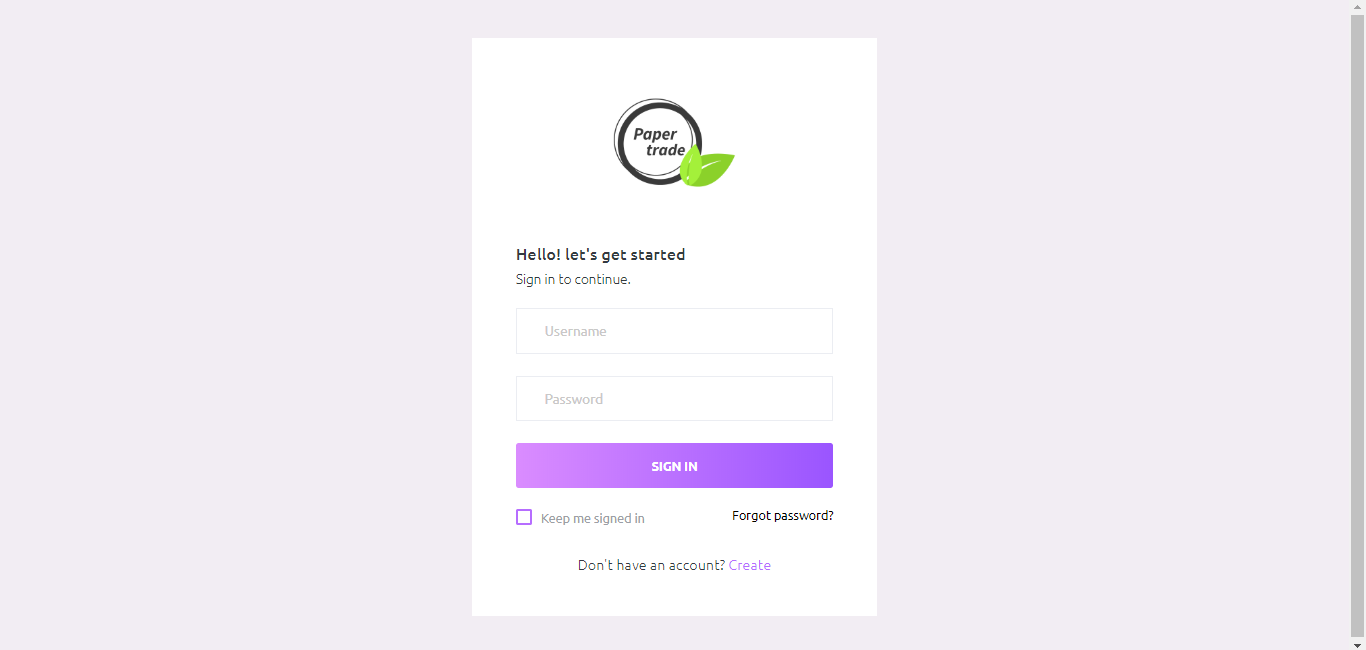 Paper
trade
Hello! let's get started
Sign in to continue.
Username
Password
SIGN IN
Keep me signed in
Forgot password?
Don't have an account? Create